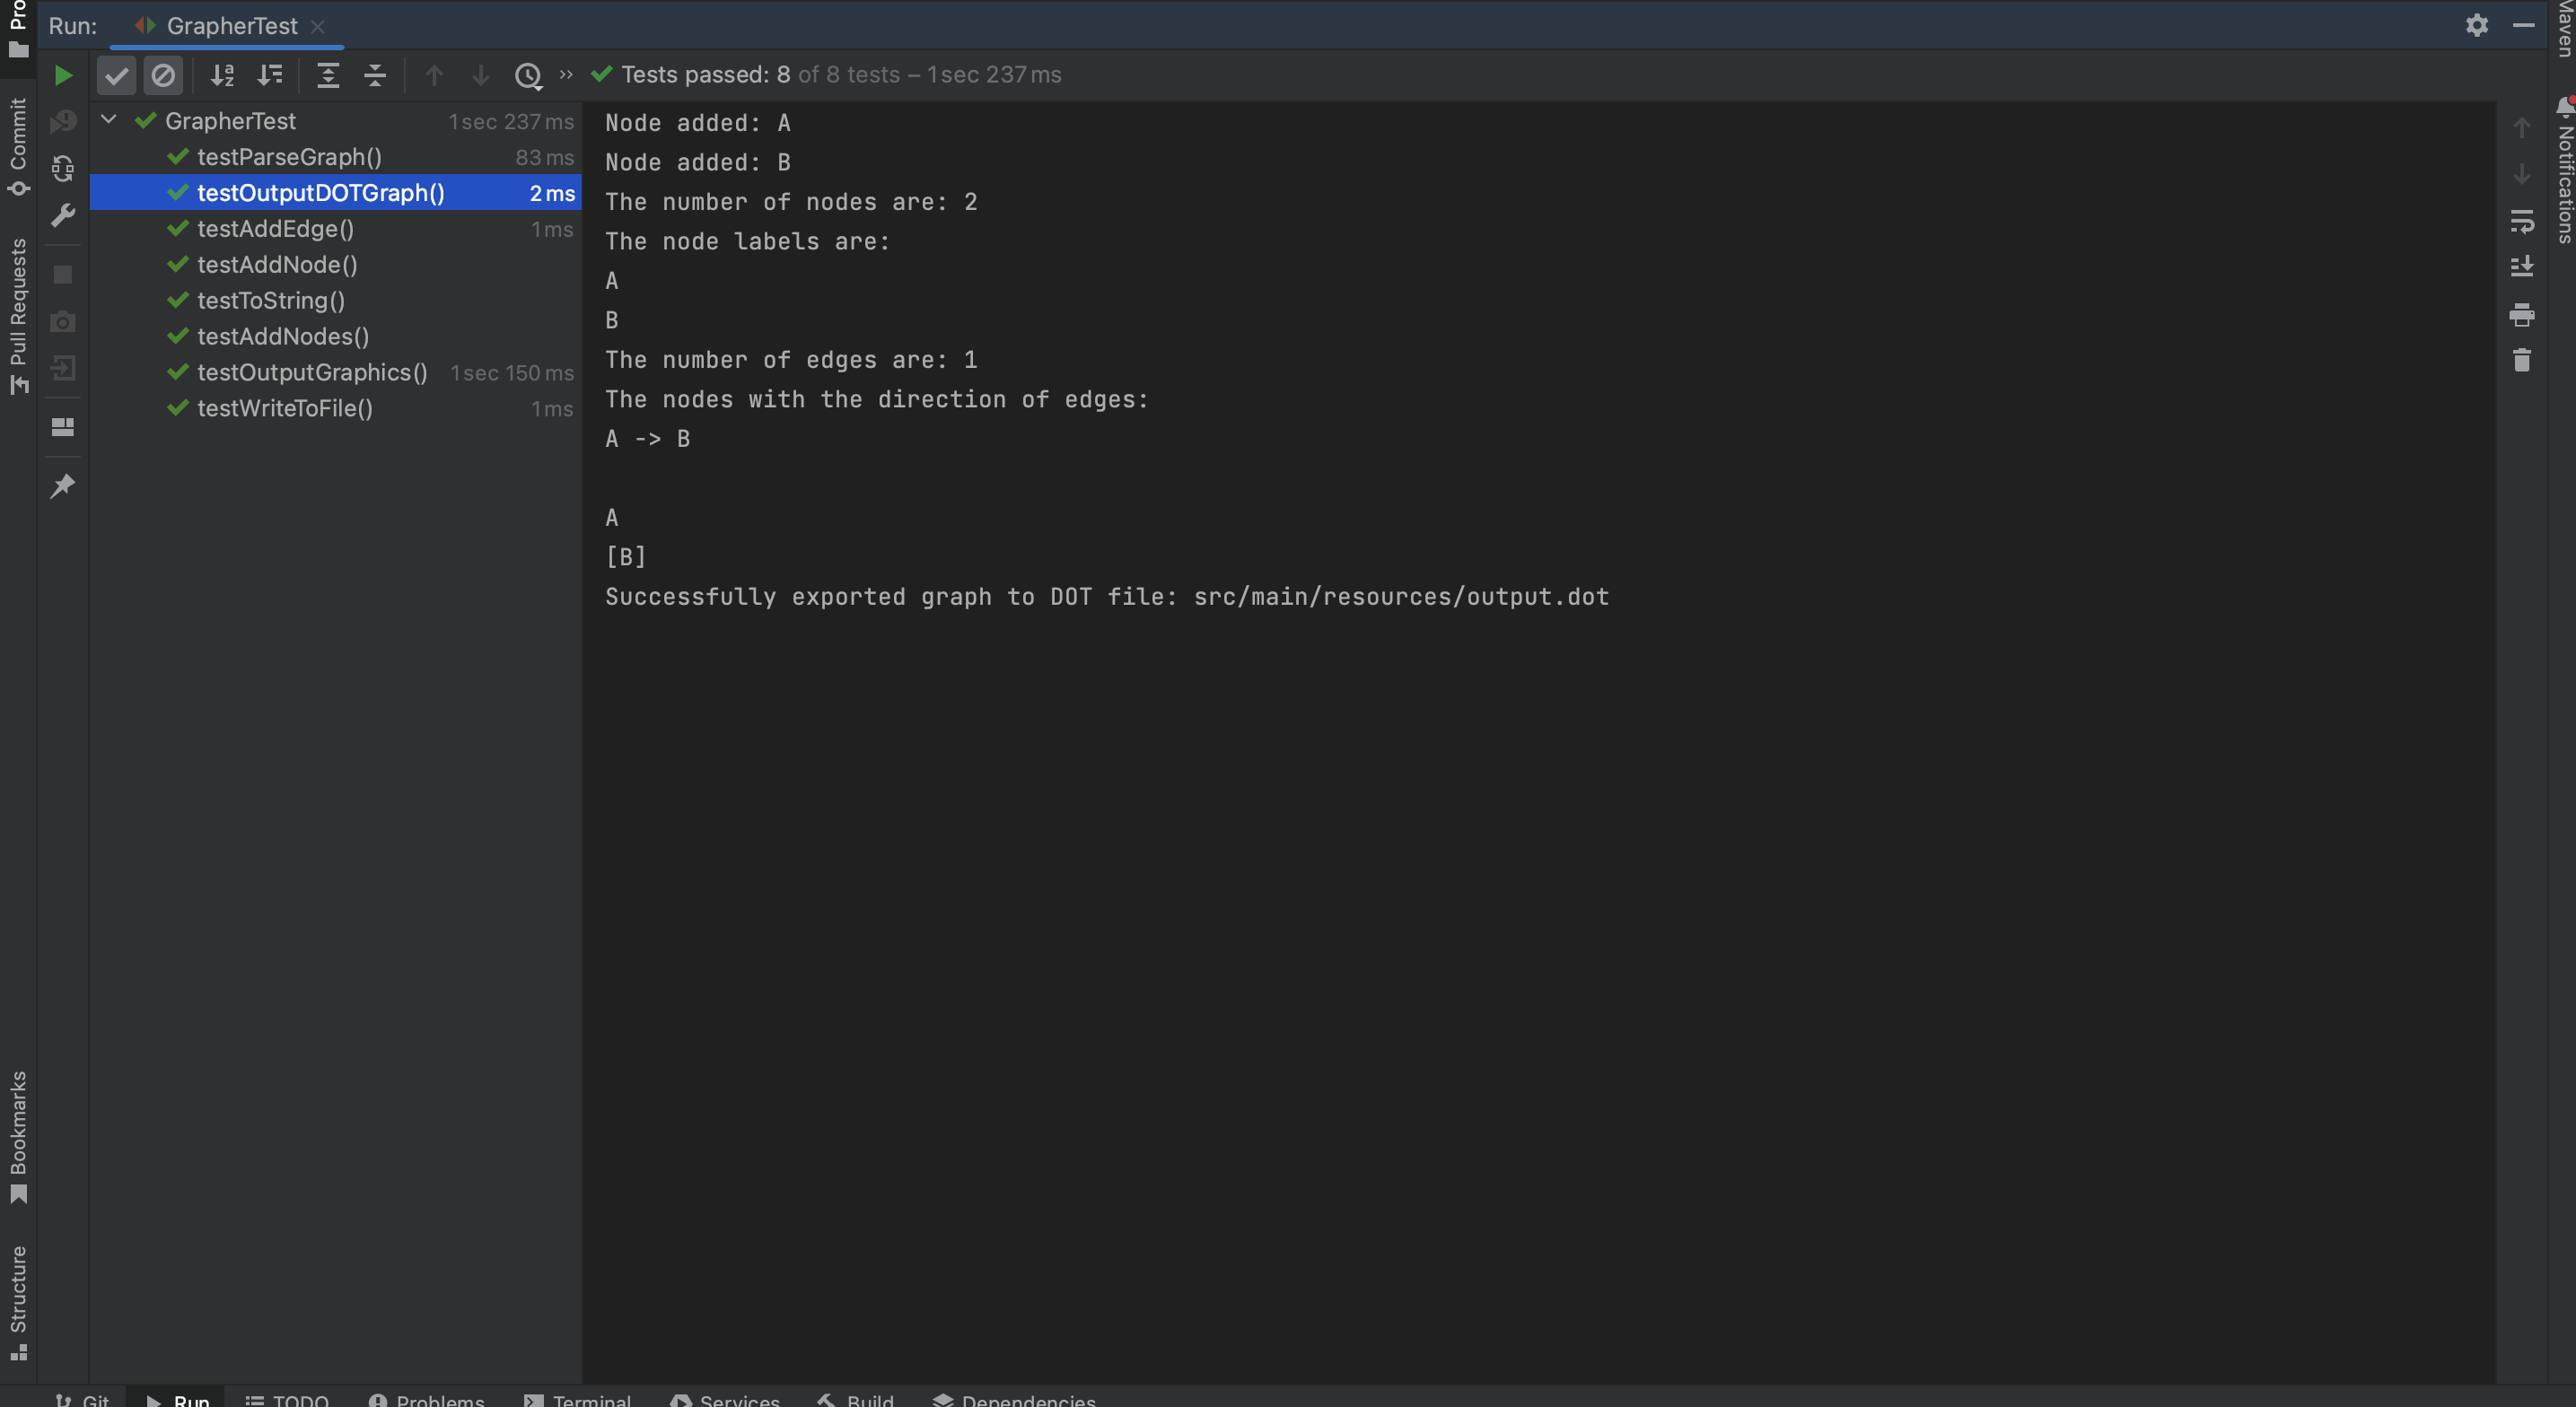 Run: GrapherTest
Tests passed: 8 of 8 tests – 1 sec 237 ms
GrapherTest 1 sec 237 ms
testParseGraph() 83 ms
testOutputDOTGraph() 2 ms
testAddEdge() 1 ms
testAddNode()
testToString()
testAddNodes()
testOutputGraphics() 1 sec 150 ms
testWriteToFile() 1 ms
Node added: A
Node added: B
The number of nodes are: 2
The node labels are:
A
B
The number of edges are: 1
The nodes with the direction of edges:
A -> B
A
[B]
Successfully exported graph to DOT file: src/main/resources/output.dot
Pro
Commit
Pull Requests
Bookmarks
Structure
Maven
Notifications
Git Run TODO Problems Terminal Services Build Dependencies